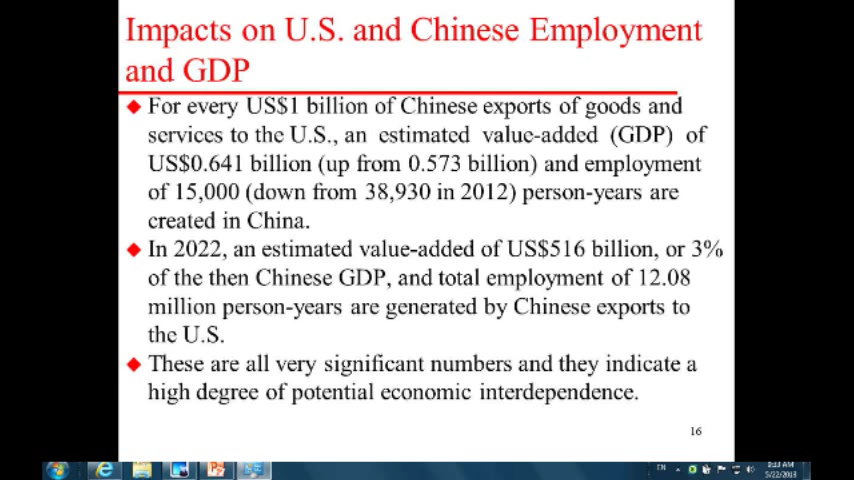 Impacts on U.S. and Chinese Employment
and GDP
For every US$1 billion of Chinese exports of goods and
services to the U.S., an estimated value-added (GDP) of
US$0.641 billion (up from 0.573 billion) and employment
of 15,000 (down from 38,930 in 2012) person-years are
created in China.
In 2022, an estimated value-added of US$516 billion, or 3%
of the then Chinese GDP, and total employment of 12.08
million person-years are generated by Chinese exports to
the U.S.
These are all very significant numbers and they indicate a
high degree of potential economic interdependence.
16
EN
5/22/2013